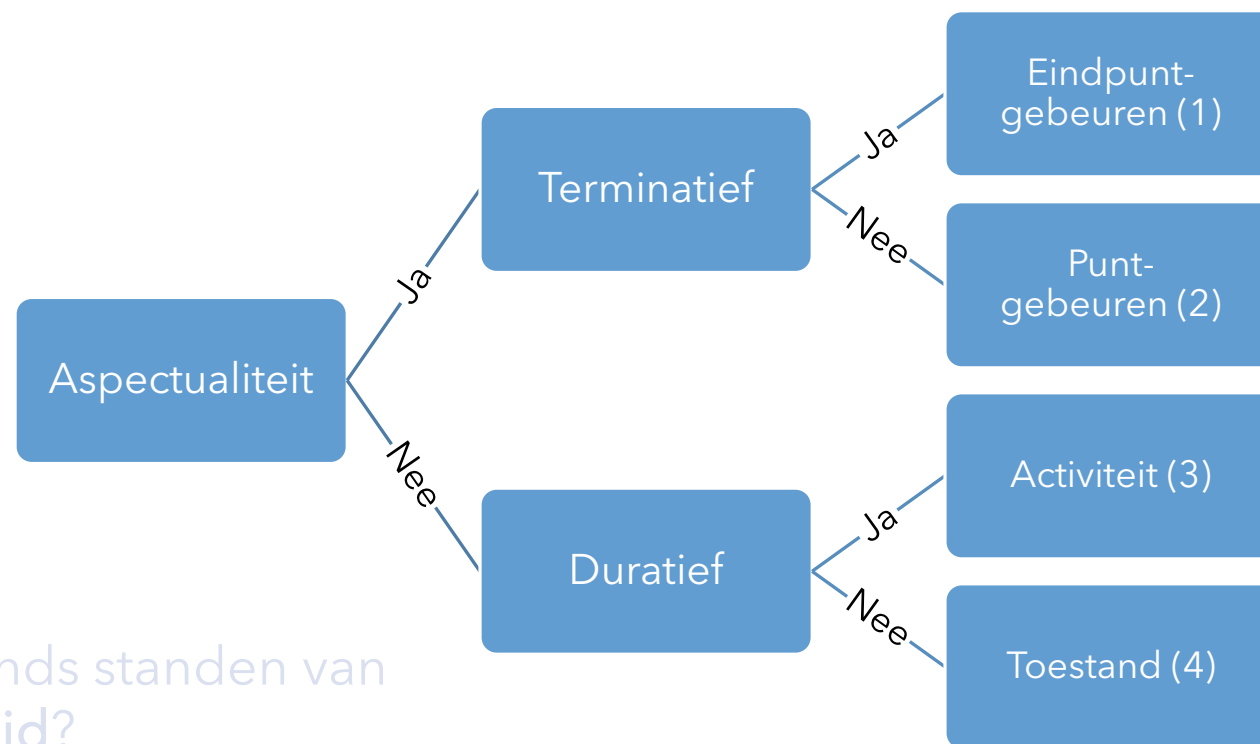 Eindpunt-
gebeuren (1)
Ja
Terminatief
Nee
Punt-
gebeuren (2)
Ja
Aspectualiteit
Nee
Activiteit (3)
Ja
Duratief
Nee
Toestand (4)
standen van